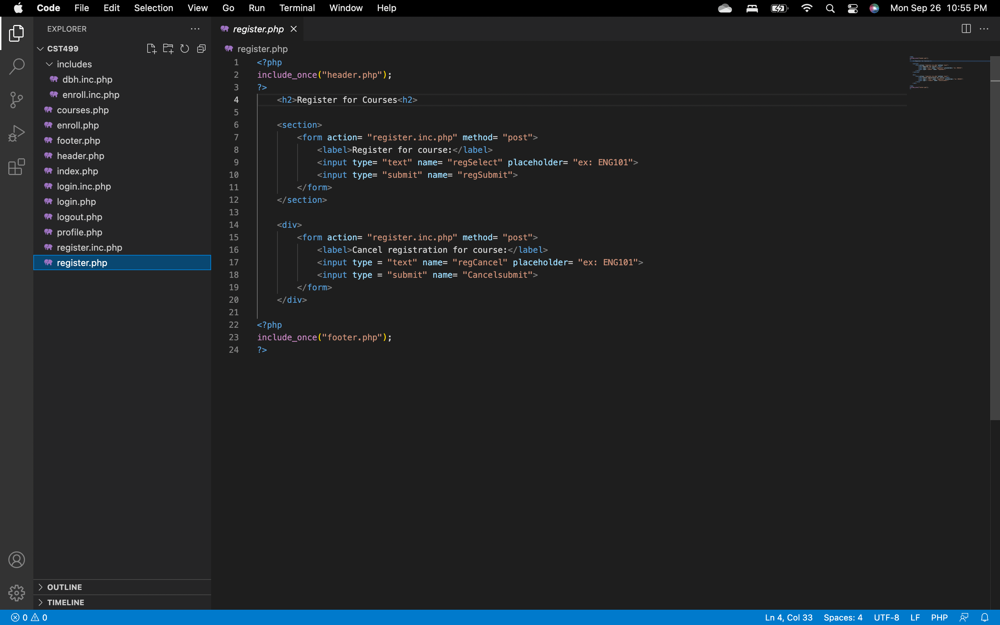 Code File Edit Selection View Go Run Terminal Window Help Mon Sep 26 10:55 PM
EXPLORER
CST499
includes
dbh.inc.php
enroll.inc.php
courses.php
enroll.php
footer.php
header.php
index.php
login.inc.php
login.php
logout.php
profile.php
register.inc.php
register.php
OUTLINE
TIMELINE
register.php
register.php
1 <?php
2 include_once("header.php");
3 ?>
4 <h2>Register for Courses<h2>
5
6 <section>
7 <form action= "register.inc.php" method= "post">
8 <label>Register for course:</label>
9 <input type= "text" name= "regSelect" placeholder= "ex: ENG101">
10 <input type= "submit" name= "regSubmit">
11 </form>
12 </section>
13
14 <div>
15 <form action= "register.inc.php" method= "post">
16 <label>Cancel registration for course:</label>
17 <input type = "text" name= "regCancel" placeholder= "ex: ENG101">
18 <input type = "submit" name= "Cancelsubmit">
19 </form>
20 </div>
21
22 <?php
23 include_once("footer.php");
24 ?>
0 0 Ln 4, Col 33 Spaces: 4 UTF-8 LF PHP